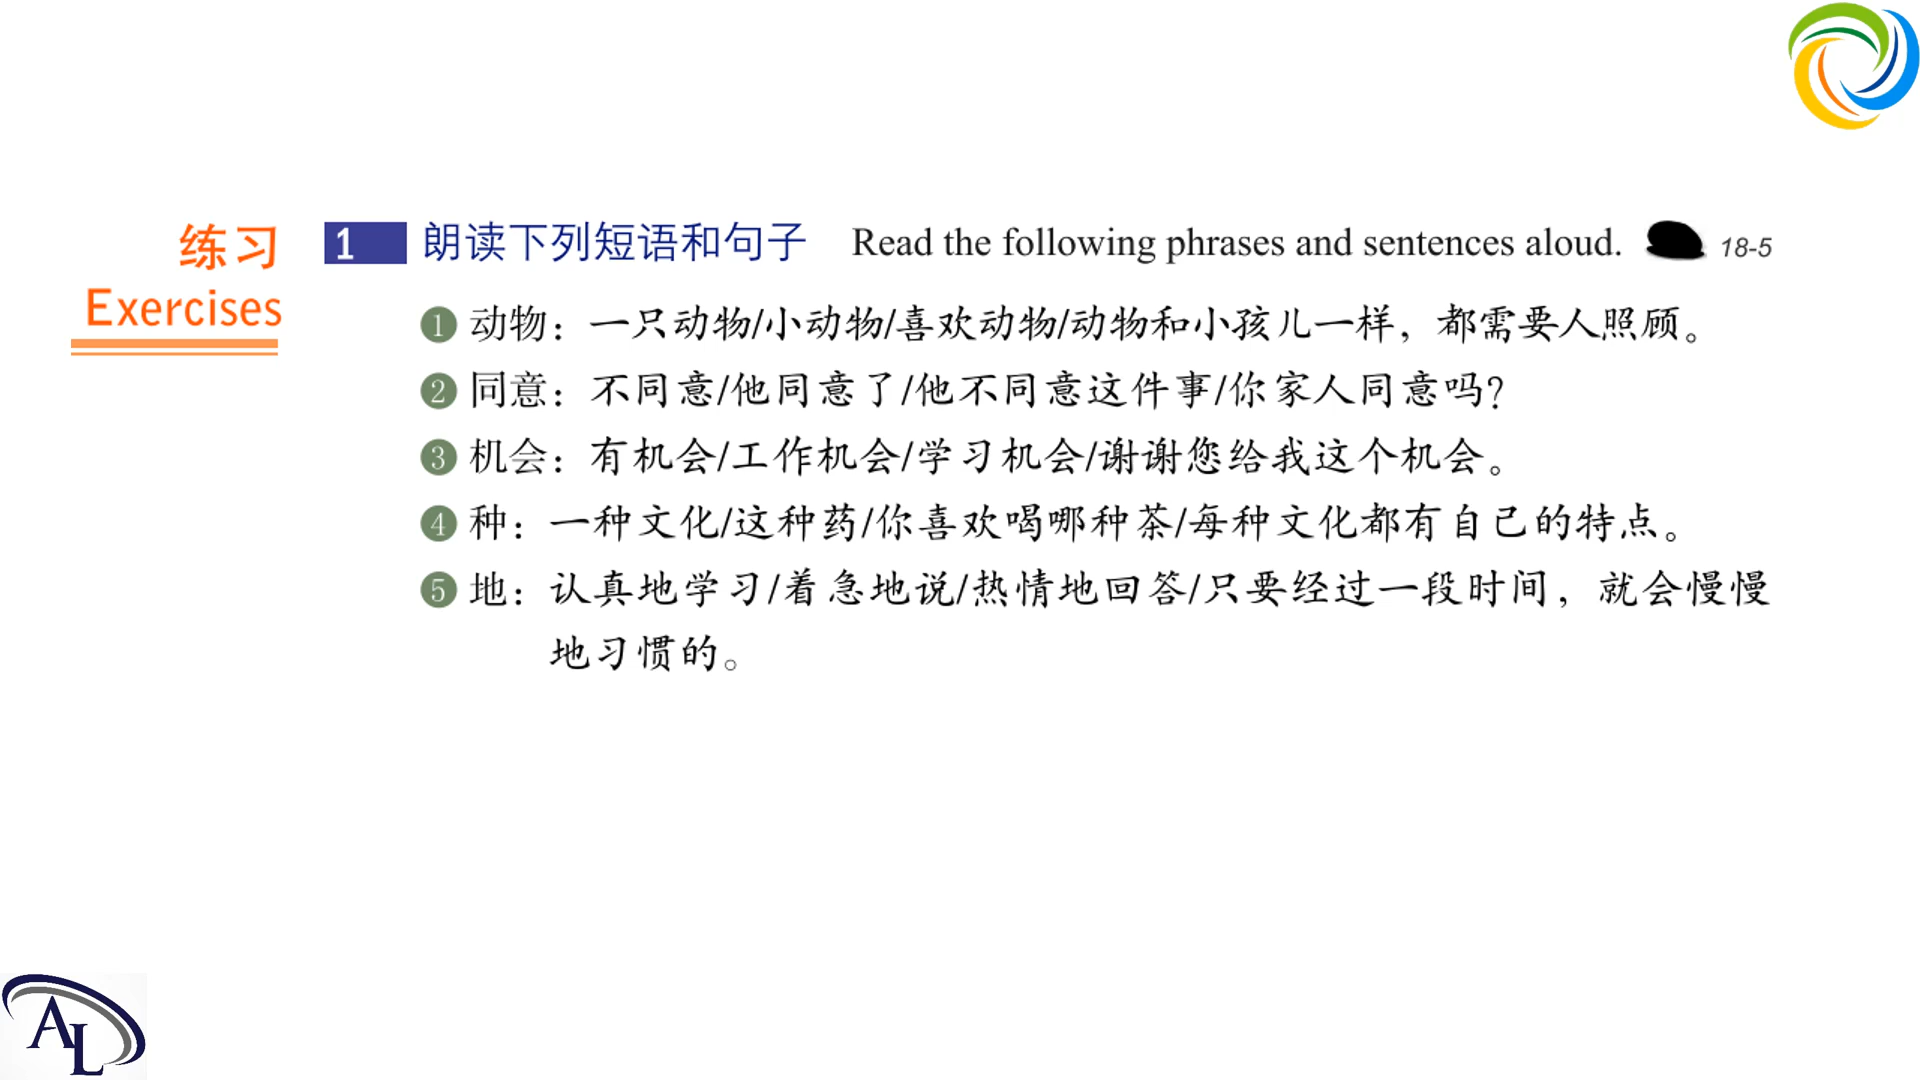 练习
Exercises
1 朗读下列短语和句子 Read the following phrases and sentences aloud. 18-5
❶ 动物：一只动物/小动物/喜欢动物/动物和小孩儿一样，都需要人照顾。
❷ 同意：不同意/他同意了/他不同意这件事/你家人同意吗？
❸ 机会：有机会/工作机会/学习机会/谢谢您给我这个机会。
❹ 种：一种文化/这种药/你喜欢喝哪种茶/每种文化都有自己的特点。
❺ 地：认真地学习/着急地说/热情地回答/只要经过一段时间，就会慢慢
地习惯的。
AL